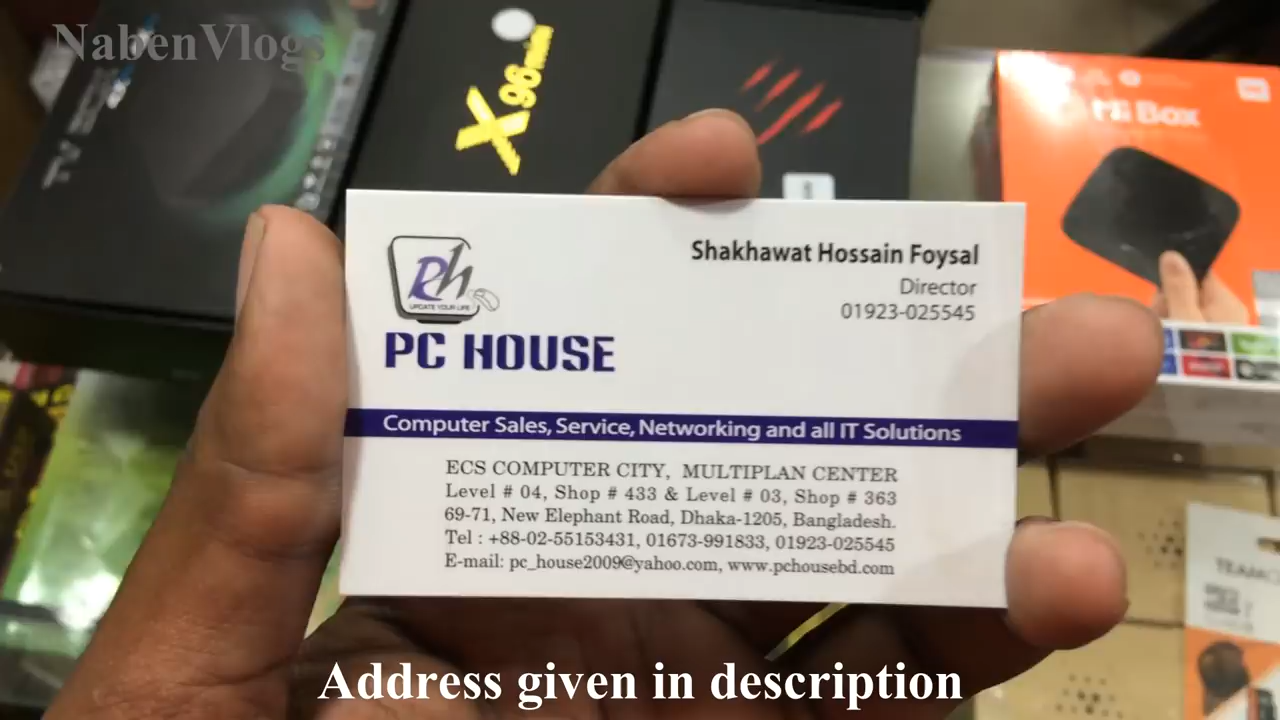 NabenVlogs
TV
X96mini
Mi Box
Rh
UPDATE YOUR LIFE
PC HOUSE
Shakhawat Hossain Foysal
Director
01923-025545
Computer Sales, Service, Networking and all IT Solutions
ECS COMPUTER CITY, MULTIPLAN CENTER
Level # 04, Shop # 433 & Level # 03, Shop # 363
69-71, New Elephant Road, Dhaka-1205, Bangladesh.
Tel : +88-02-55153431, 01673-991833, 01923-025545
E-mail: pc_house2009@yahoo.com, www.pchousebd.com
Address given in description